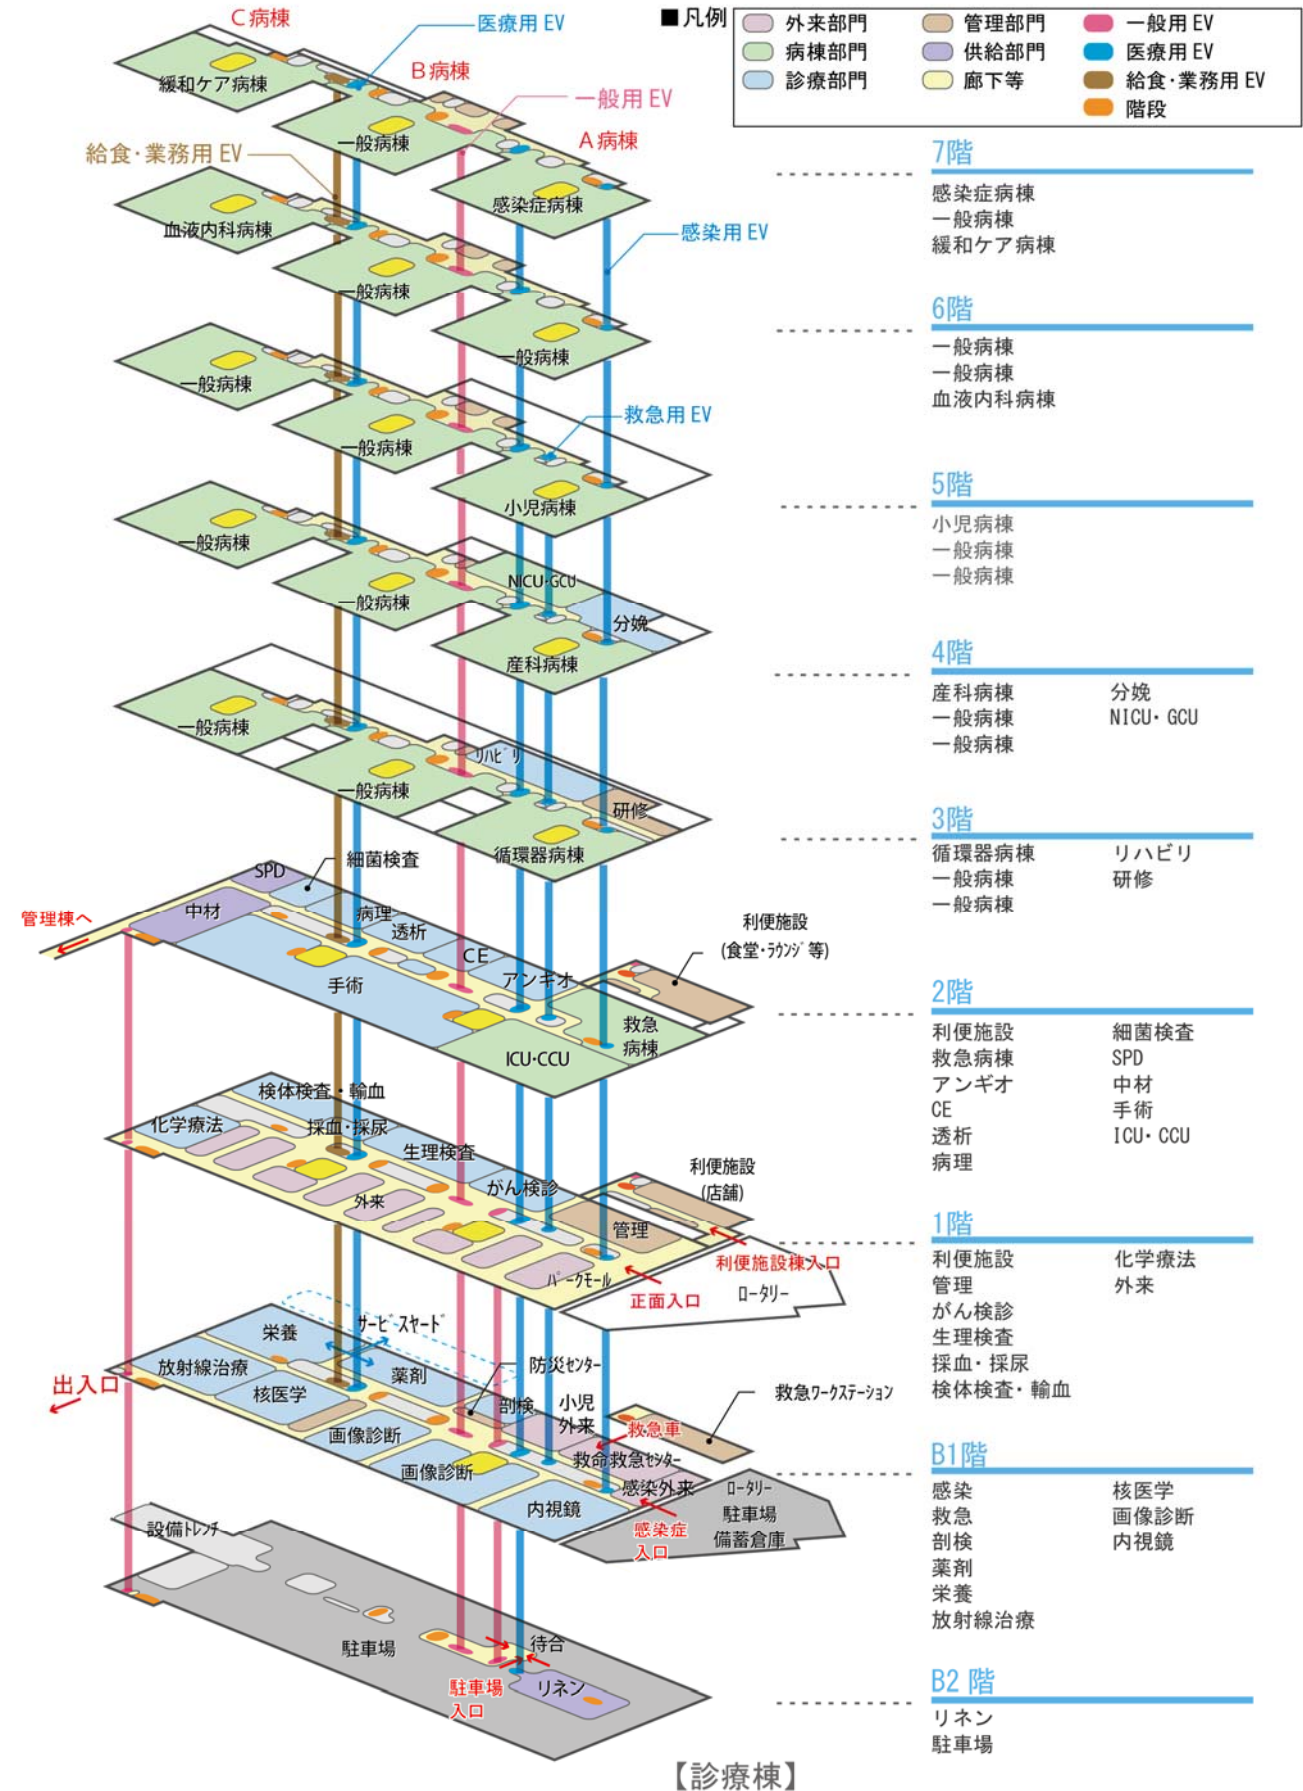 ■凡例
外来部門
管理部門
一般用EV
病棟部門
供給部門
医療用EV
診療部門
廊下等
給食・業務用EV
階段
C病棟
医療用EV
B病棟
一般用EV
A病棟
給食・業務用EV
緩和ケア病棟
一般病棟
感染症病棟
感染用EV
7階
感染症病棟
一般病棟
緩和ケア病棟
血液内科病棟
一般病棟
一般病棟
6階
一般病棟
一般病棟
血液内科病棟
救急用EV
一般病棟
一般病棟
小児病棟
5階
小児病棟
一般病棟
一般病棟
一般病棟
一般病棟
NICU・GCU
分娩
産科病棟
4階
産科病棟 分娩
一般病棟 NICU・GCU
一般病棟
一般病棟
一般病棟
リハビリ
研修
循環器病棟
3階
循環器病棟 リハビリ
一般病棟 研修
一般病棟
管理棟へ
SPD
細菌検査
中材
病理
透析
CE
アンギオ
手術
救急
病棟
ICU・CCU
利便施設
(食堂・ラウンジ等)
2階
利便施設 細菌検査
救急病棟 SPD
アンギオ 中材
CE 手術
透析 ICU・CCU
病理
検体検査・輸血
化学療法
採血・採尿
生理検査
がん検診
外来
管理
パークモール
利便施設
(店舗)
利便施設棟入口
正面入口
ロータリー
1階
利便施設 化学療法
管理 外来
がん検診
生理検査
採血・採尿
検体検査・輸血
サービスヤード
栄養
放射線治療
薬剤
核医学
防災センター
剖検
小児
外来
救急車
画像診断
救命救急センター
画像診断
感染外来
内視鏡
出入口
感染症
入口
救急ワークステーション
ロータリー
駐車場
備蓄倉庫
B1階
感染 核医学
救急 画像診断
剖検 内視鏡
薬剤
栄養
放射線治療
設備トレンチ
駐車場
待合
リネン
駐車場
入口
B2階
リネン
駐車場
【診療棟】